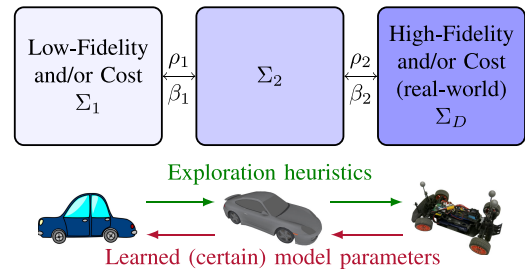 Low-Fidelity
and/or Cost
Σ₁
ρ₁
β₁
Σ₂
ρ₂
β₂
High-Fidelity
and/or Cost
(real-world)
Σ_D
Exploration heuristics
Learned (certain) model parameters